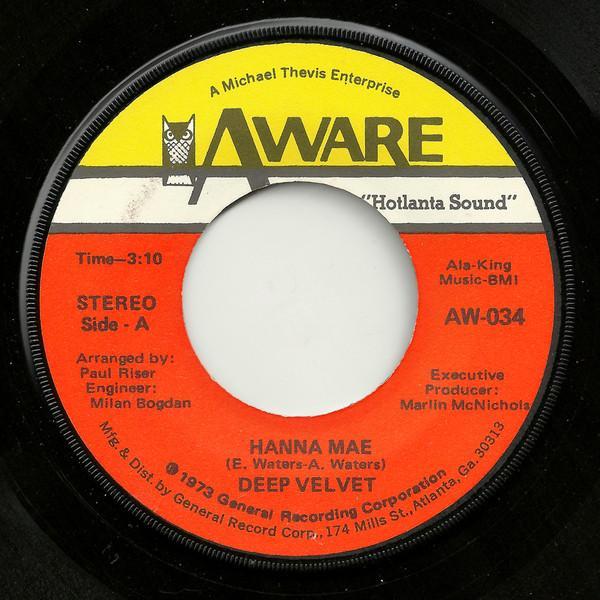 A Michael Thevis Enterprise
AWARE
"Hotlanta Sound"
Time—3:10
STEREO
Side - A
Ala-King
Music-BMI
AW-034
Arranged by:
Paul Riser
Engineer:
Milan Bogdan
Executive
Producer:
Marlin McNichols
HANNA MAE
(E. Waters-A. Waters)
DEEP VELVET
℗ 1973 General Recording Corporation
Mfg. & Dist. by General Record Corp., 174 Mills St., Atlanta, Ga. 30313